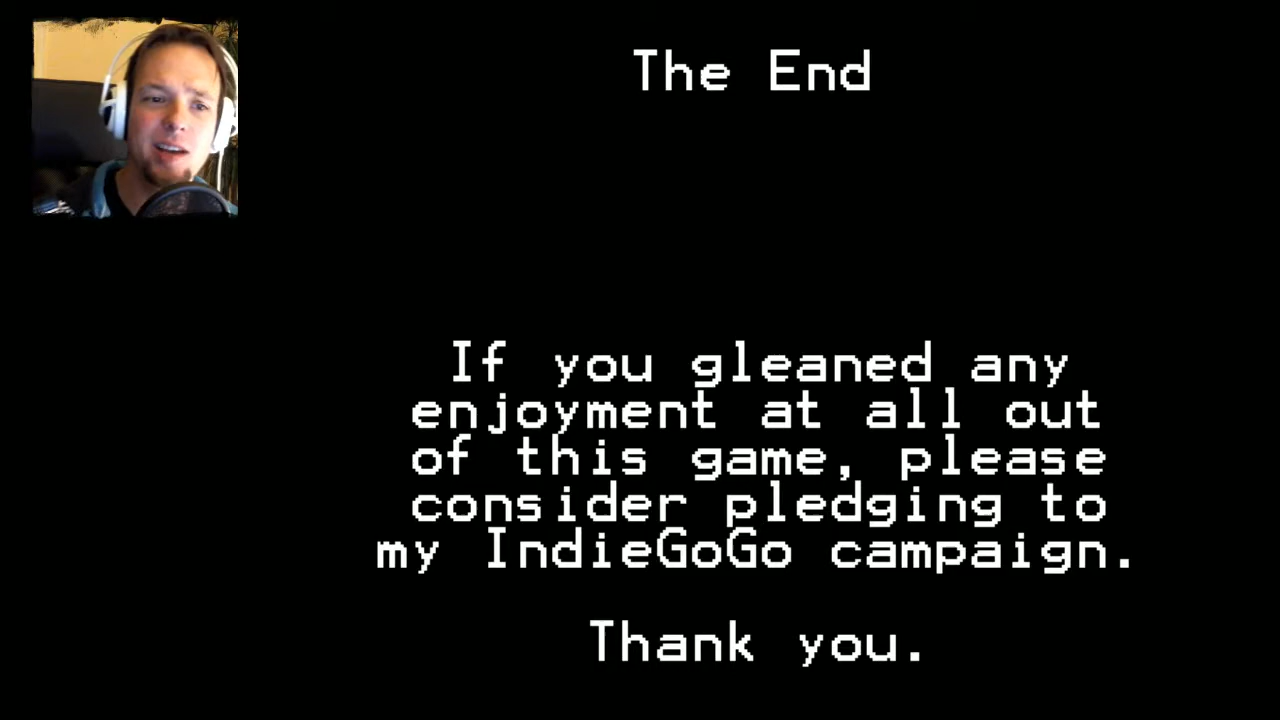 The End
If you gleaned any
enjoyment at all out
of this game, please
consider pledging to
my IndieGoGo campaign.
Thank you.